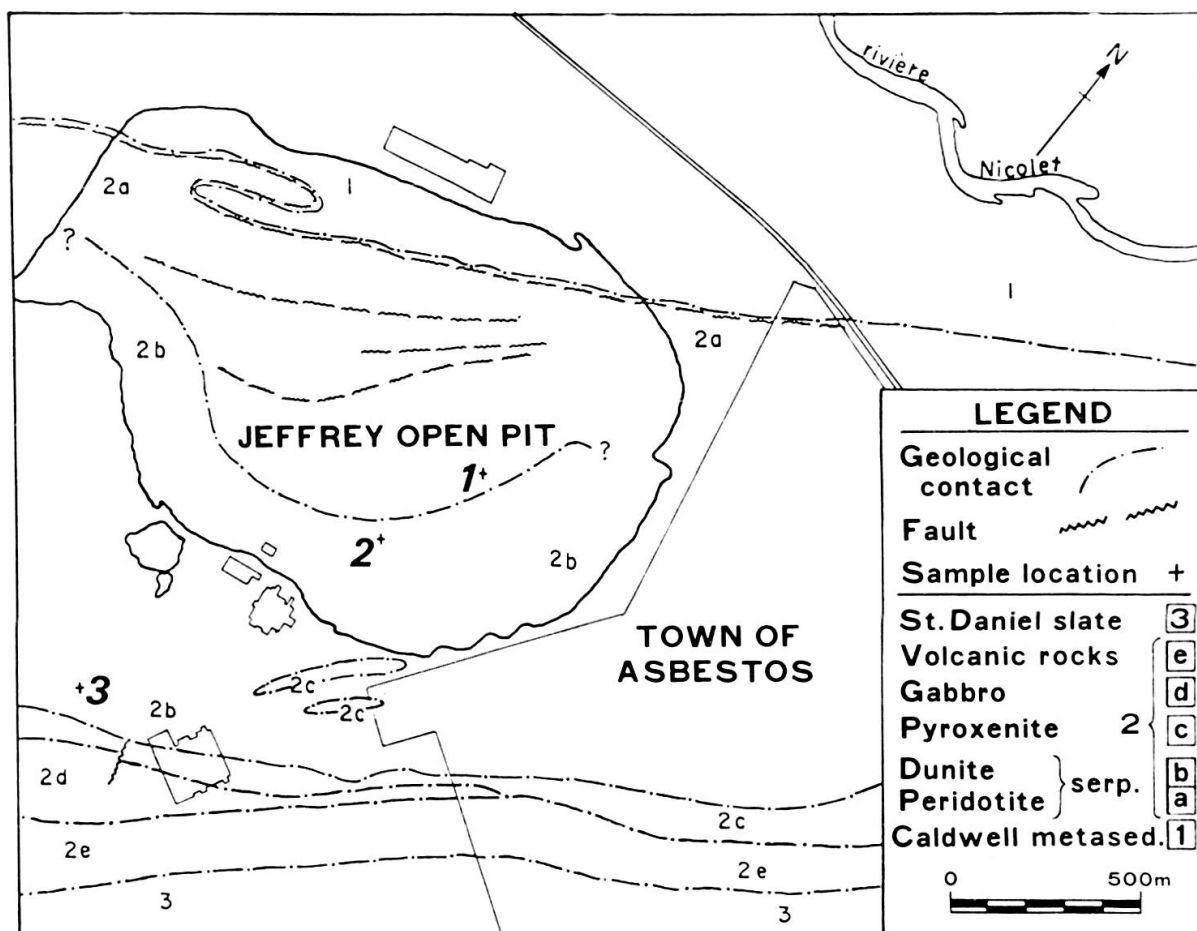 rivière
Nicolet
N
1
2a
?
1
2a
2b
JEFFREY OPEN PIT
?
1+
2+
2b
TOWN OF
ASBESTOS
+3
2b
2c
2c
2d
2c
2e
2e
3
3
LEGEND
Geological
contact
Fault
Sample location +
St. Daniel slate 3
Volcanic rocks e
Gabbro d
Pyroxenite 2 c
Dunite b
serp.
Peridotite a
Caldwell metased. 1
0 500m